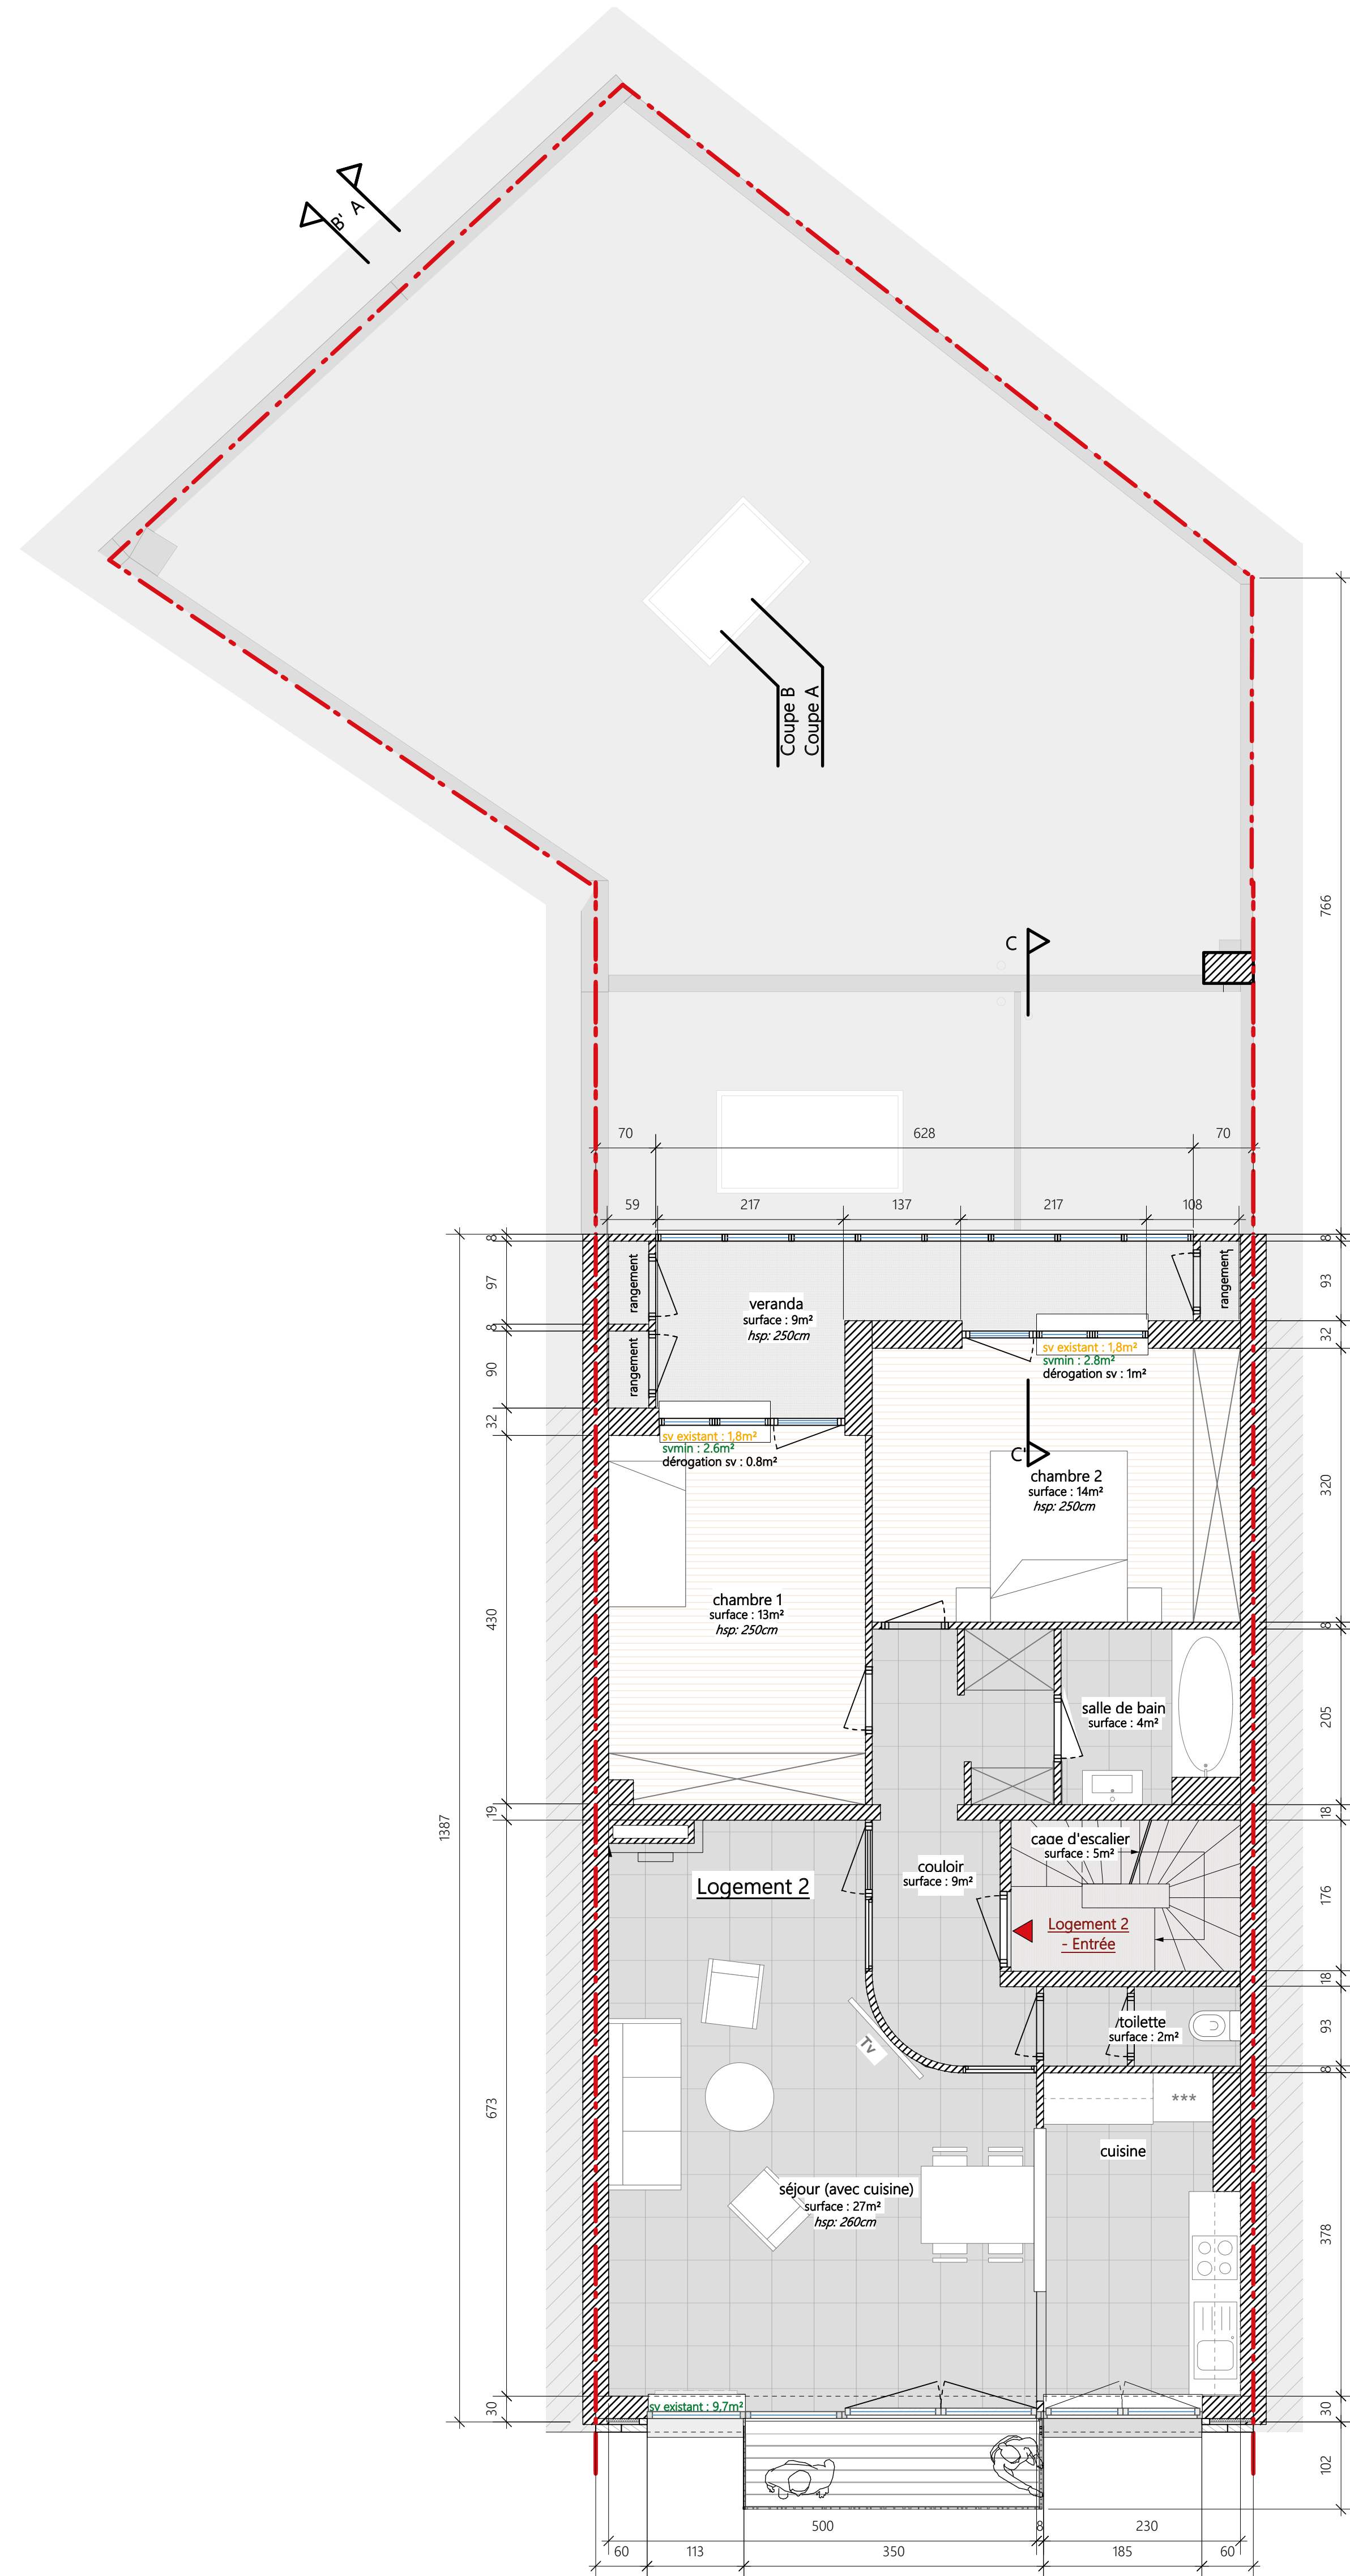 B' A
Coupe B
Coupe A
766
C
70 628 70
59 217 137 217 108
8
97
8
90
32
430
19
673
30
1387
8
93
32
320
8
205
18
176
18
93
8
378
30
102
rangement
rangement
rangement
veranda
surface : 9m²
hsp: 250cm
sv existant : 1,8m²
svmin : 2.8m²
dérogation sv : 1m²
sv existant : 1,8m²
svmin : 2.6m²
dérogation sv : 0.8m²
C'
chambre 2
surface : 14m²
hsp: 250cm
chambre 1
surface : 13m²
hsp: 250cm
salle de bain
surface : 4m²
cage d'escalier
surface : 5m²
couloir
surface : 9m²
Logement 2
Logement 2
- Entrée
toilette
surface : 2m²
Tv
***
cuisine
séjour (avec cuisine)
surface : 27m²
hsp: 260cm
sv existant : 9,7m²
500 8 230
60 113 350 185 60